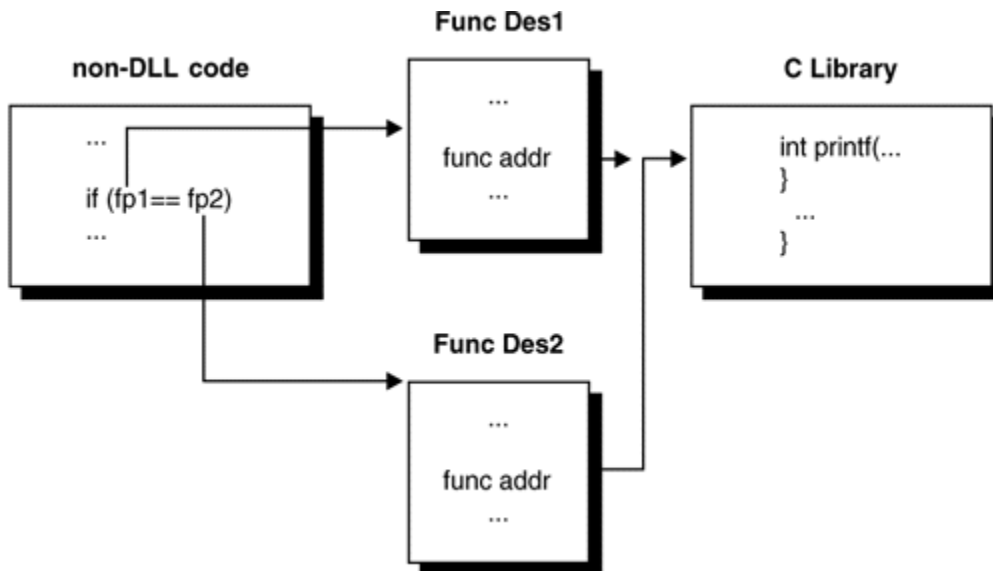 non-DLL code
...
if (fp1== fp2)
...
Func Des1
...
func addr
...
Func Des2
...
func addr
...
C Library
int printf(...
}
...
}